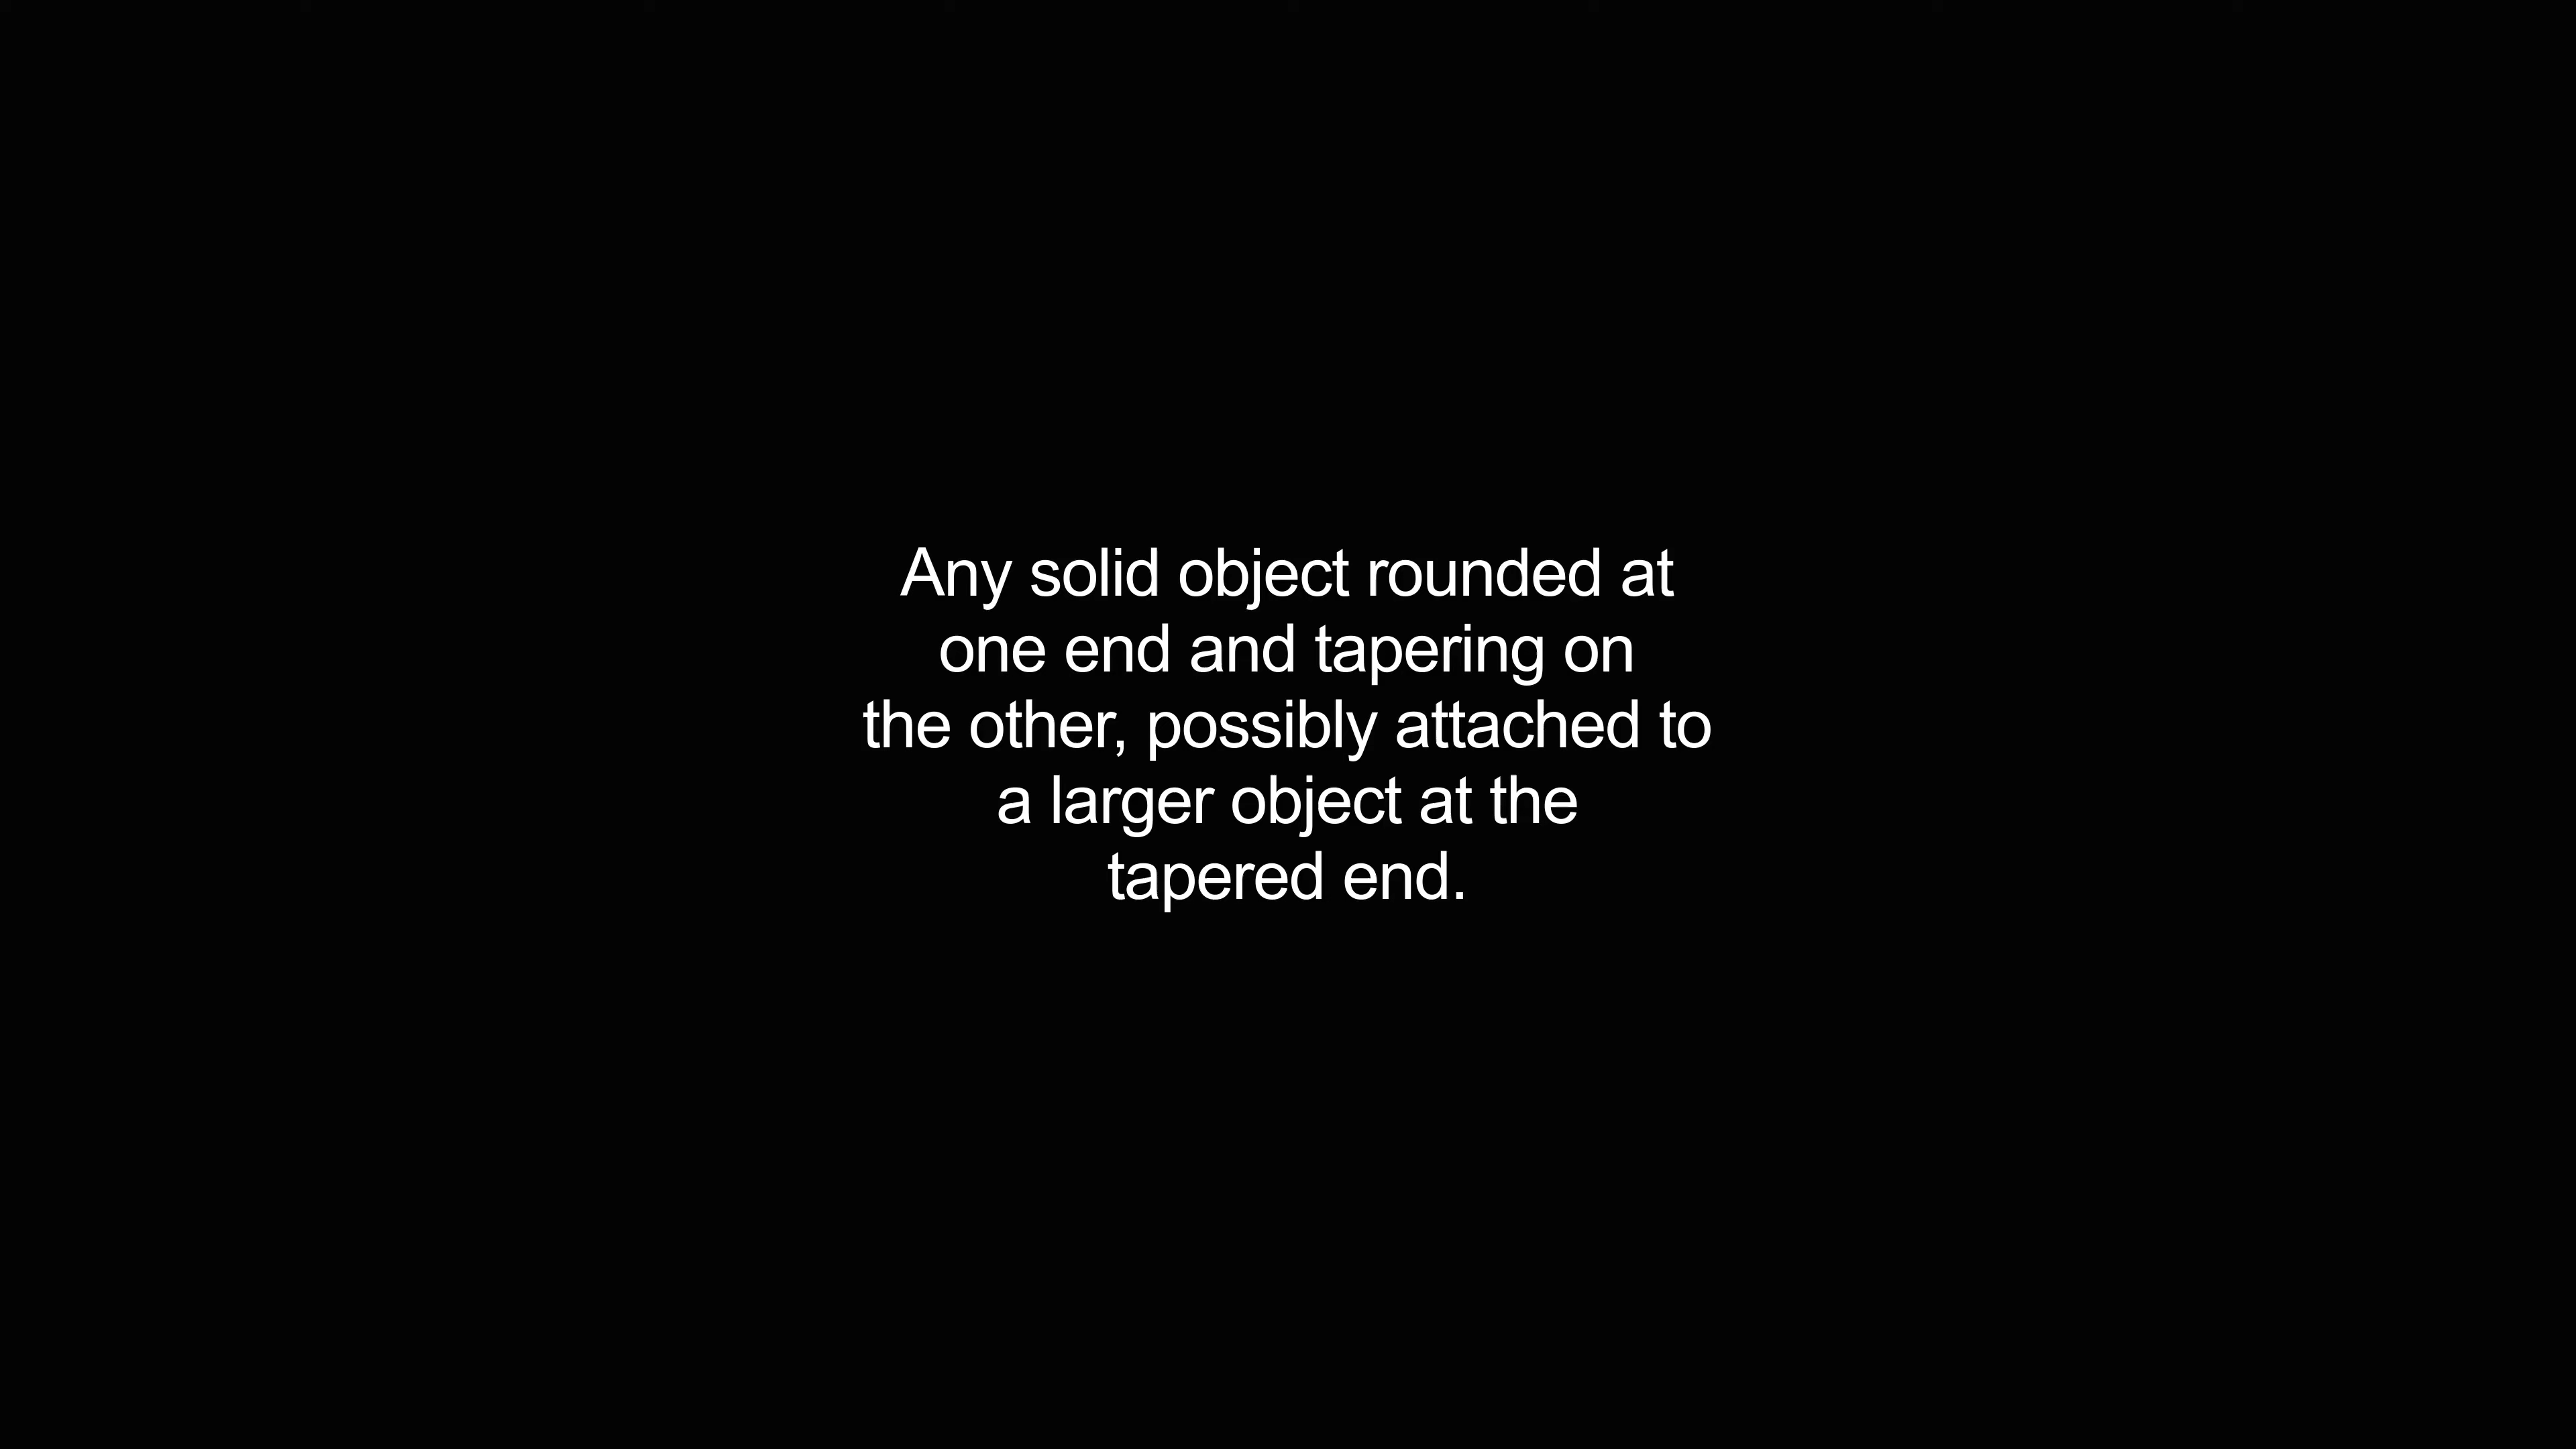 Any solid object rounded at
one end and tapering on
the other, possibly attached to
a larger object at the
tapered end.